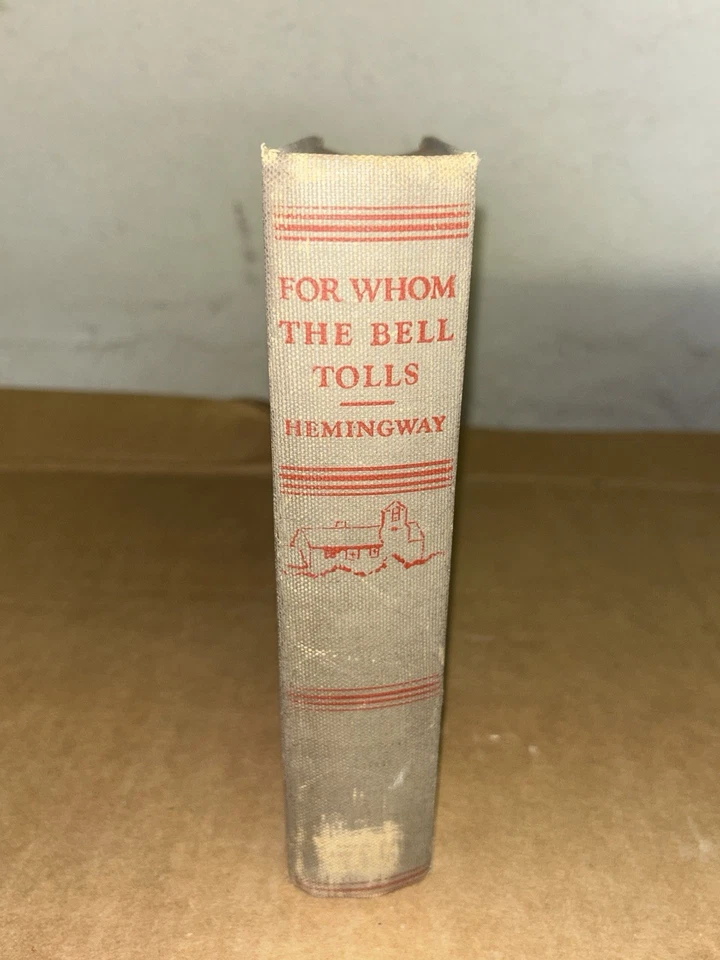 FOR WHOM
THE BELL
TOLLS
HEMINGWAY